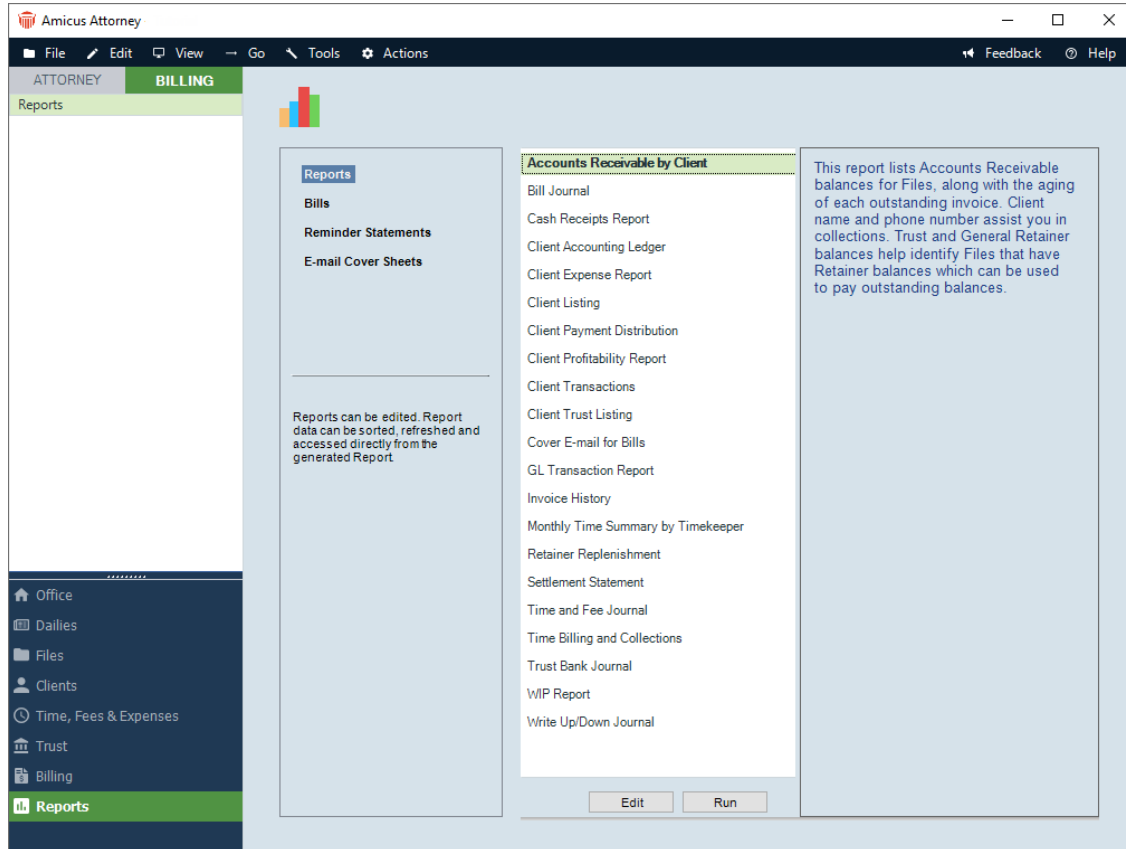 Amicus Attorney
File Edit View Go Tools Actions Feedback Help
ATTORNEY BILLING
Reports
Reports
Bills
Reminder Statements
E-mail Cover Sheets
Reports can be edited. Report
data can be sorted, refreshed and
accessed directly from the
generated Report.
Accounts Receivable by Client
Bill Journal
Cash Receipts Report
Client Accounting Ledger
Client Expense Report
Client Listing
Client Payment Distribution
Client Profitability Report
Client Transactions
Client Trust Listing
Cover E-mail for Bills
GL Transaction Report
Invoice History
Monthly Time Summary by Timekeeper
Retainer Replenishment
Settlement Statement
Time and Fee Journal
Time Billing and Collections
Trust Bank Journal
WIP Report
Write Up/Down Journal
Edit Run
This report lists Accounts Receivable
balances for Files, along with the aging
of each outstanding invoice. Client
name and phone number assist you in
collections. Trust and General Retainer
balances help identify Files that have
Retainer balances which can be used
to pay outstanding balances.
Office
Dailies
Files
Clients
Time, Fees & Expenses
Trust
Billing
Reports